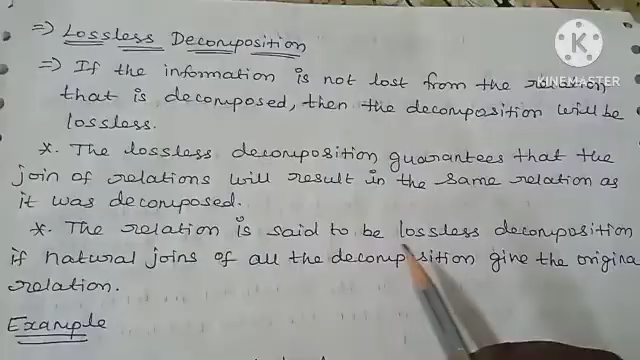 ⇒ Lossless Decomposition
⇒ If the information is not lost from the relation
that is decomposed, then the decomposition will be
lossless.
*. The lossless decomposition guarantees that the
join of relations will result in the same relation as
it was decomposed.
*. The relation is said to be lossless decomposition
if natural joins of all the decomposition give the origina
relation.
Example
K
KINEMASTER